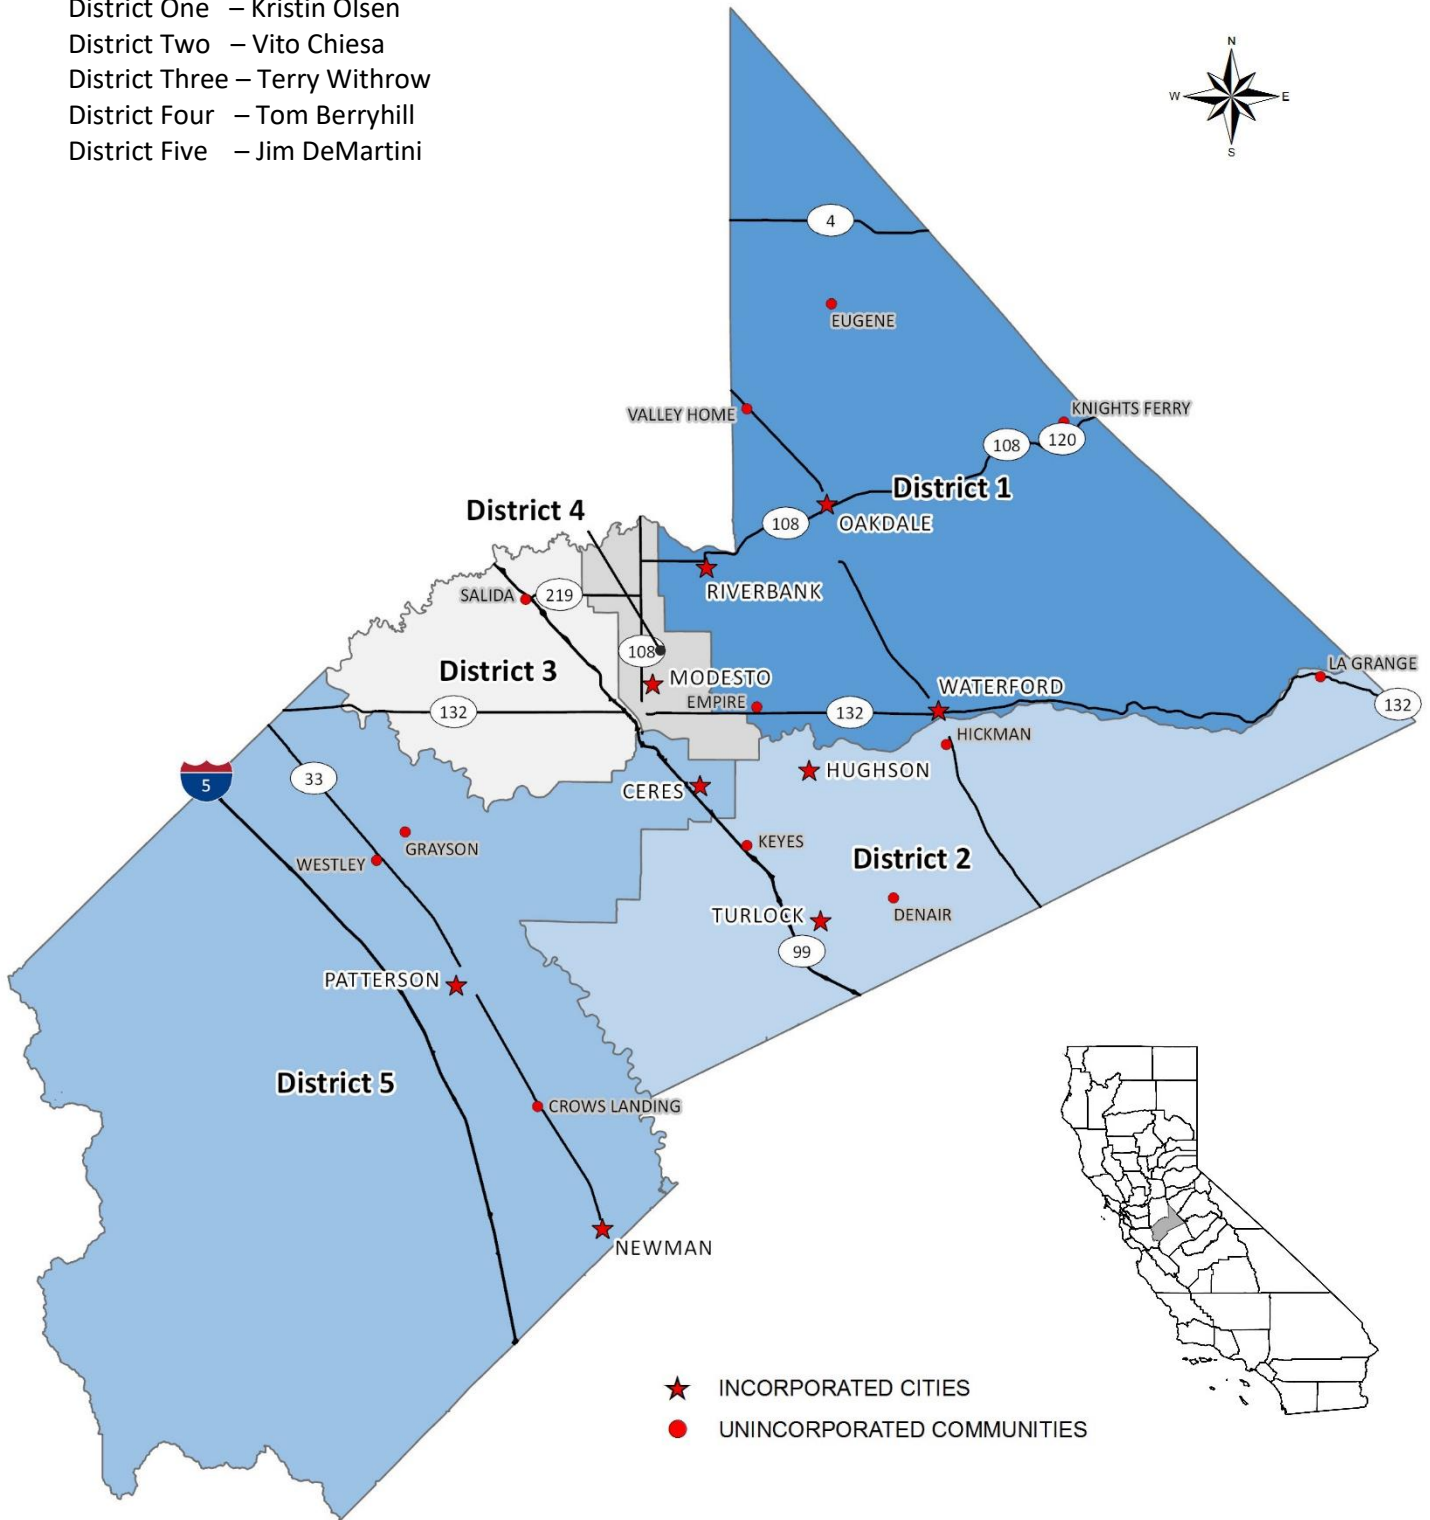 District One – Kristin Olsen
District Two – Vito Chiesa
District Three – Terry Withrow
District Four – Tom Berryhill
District Five – Jim DeMartini
N
W E
S
4
EUGENE
VALLEY HOME
KNIGHTS FERRY
108
120
District 1
District 4
108
OAKDALE
SALIDA
219
RIVERBANK
108
District 3
MODESTO
LA GRANGE
WATERFORD
EMPIRE
132
132
132
HICKMAN
5
33
HUGHSON
CERES
GRAYSON
KEYES
WESTLEY
District 2
TURLOCK
DENAIR
99
PATTERSON
District 5
CROWS LANDING
NEWMAN
INCORPORATED CITIES
UNINCORPORATED COMMUNITIES